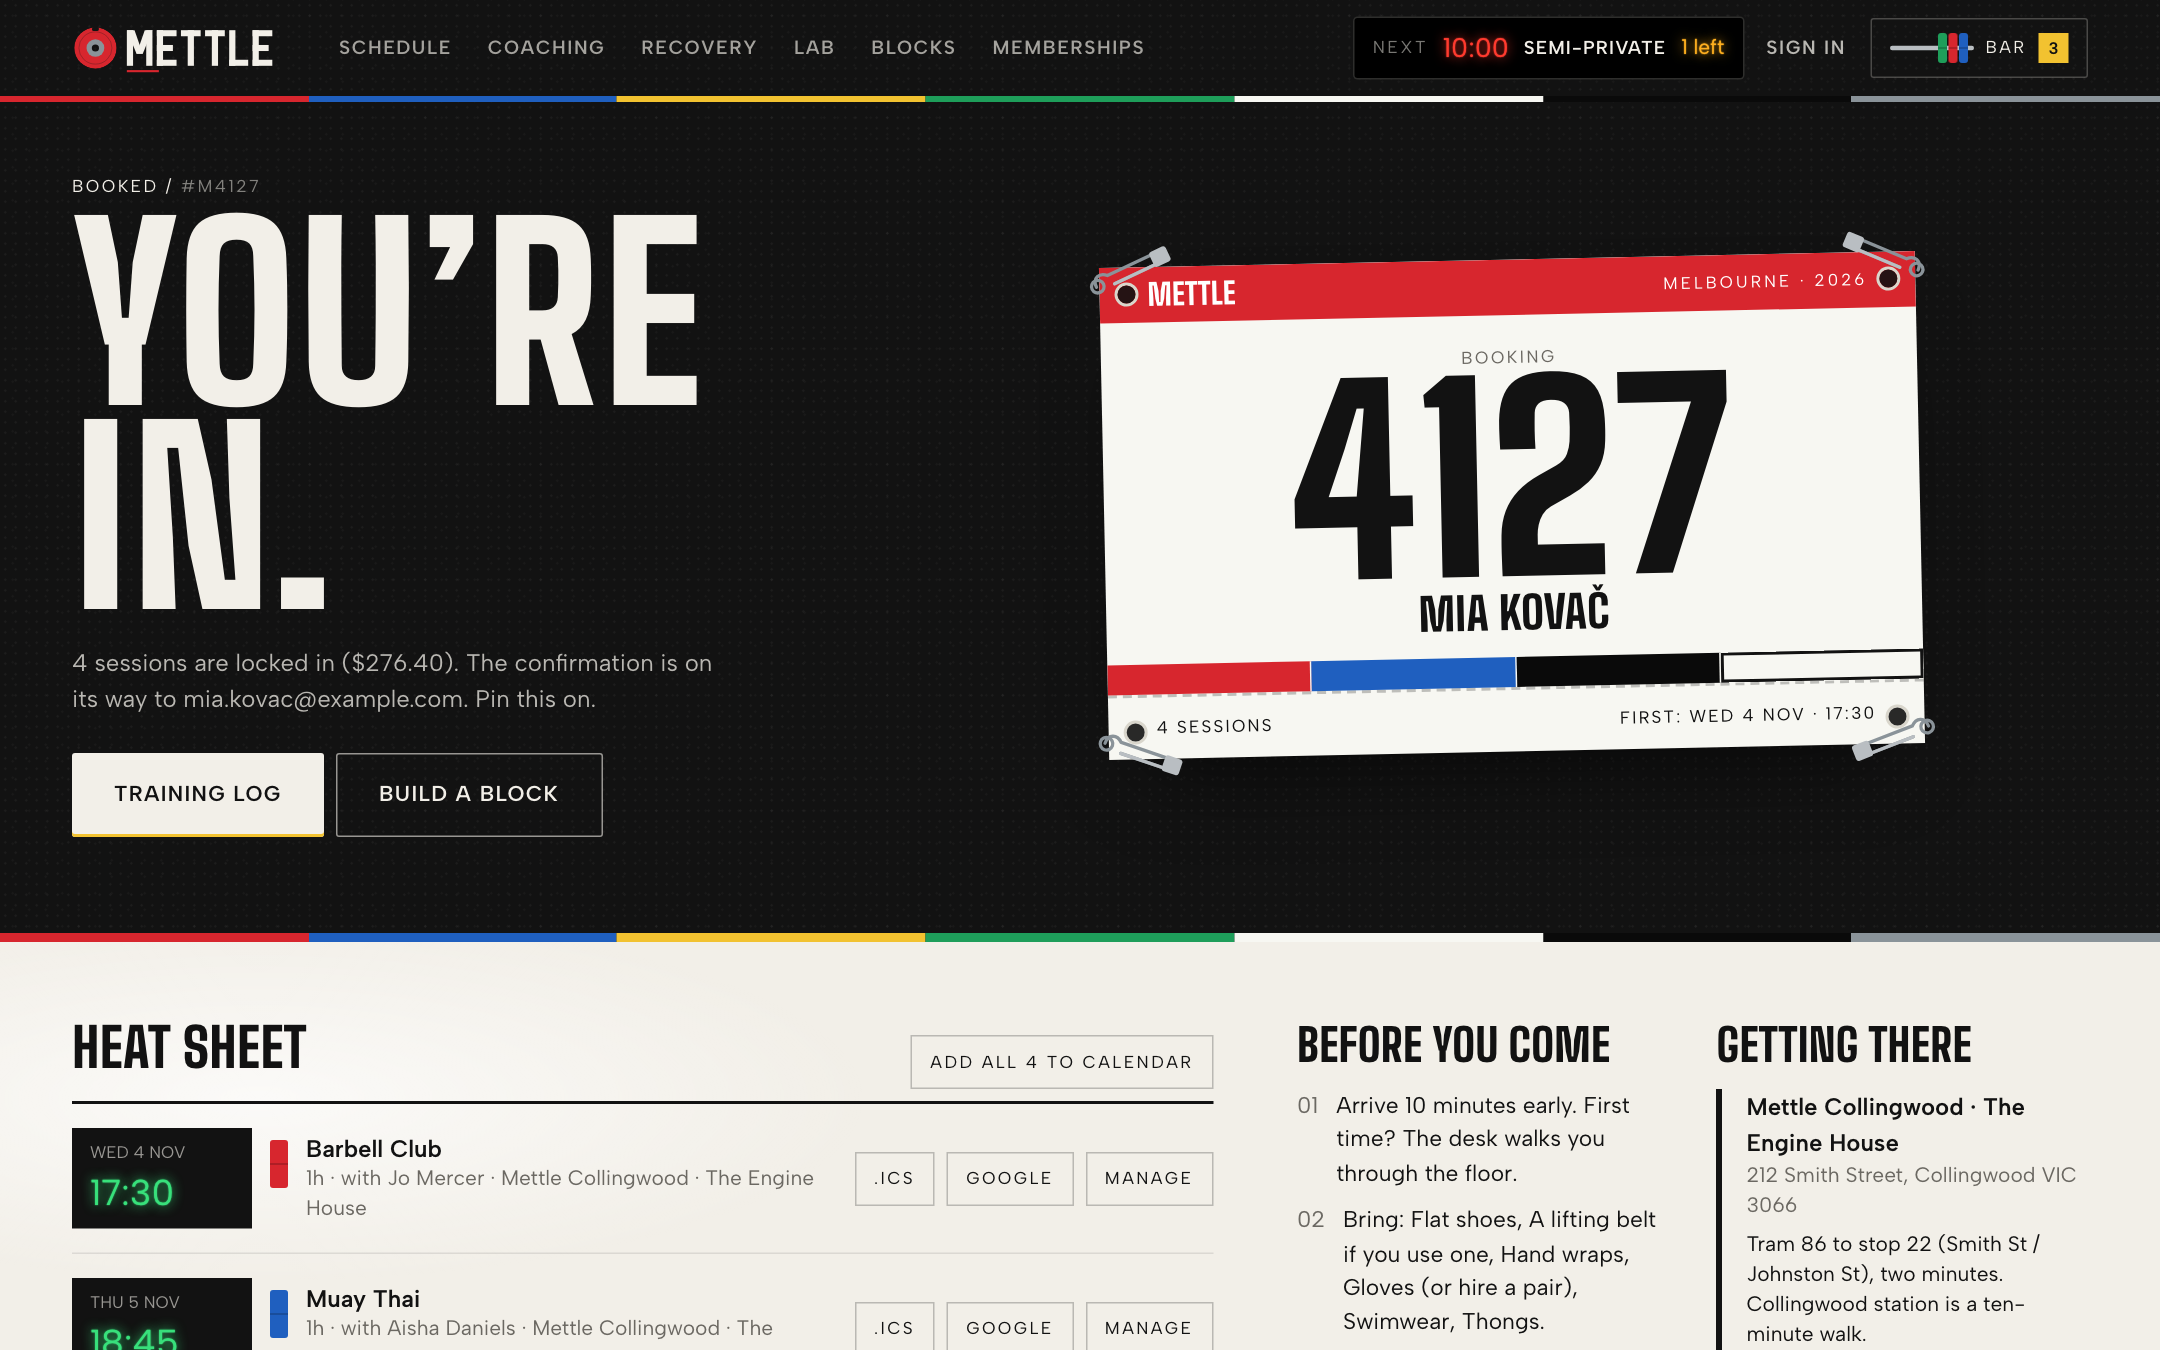 METTLE
SCHEDULE COACHING RECOVERY LAB BLOCKS MEMBERSHIPS
NEXT 10:00 SEMI-PRIVATE 1 left
SIGN IN
BAR 3
BOOKED / #M4127
YOU’RE
IN.
4 sessions are locked in ($276.40). The confirmation is on
its way to mia.kovac@example.com. Pin this on.
TRAINING LOG
BUILD A BLOCK
METTLE
MELBOURNE · 2026
BOOKING
4127
MIA KOVAČ
4 SESSIONS
FIRST: WED 4 NOV · 17:30
HEAT SHEET
ADD ALL 4 TO CALENDAR
WED 4 NOV
17:30
Barbell Club
1h · with Jo Mercer · Mettle Collingwood · The Engine
House
.ICS
GOOGLE
MANAGE
THU 5 NOV
18:45
Muay Thai
1h · with Aisha Daniels · Mettle Collingwood · The
.ICS
GOOGLE
MANAGE
BEFORE YOU COME
01 Arrive 10 minutes early. First
time? The desk walks you
through the floor.
02 Bring: Flat shoes, A lifting belt
if you use one, Hand wraps,
Gloves (or hire a pair),
Swimwear, Thongs.
GETTING THERE
Mettle Collingwood · The
Engine House
212 Smith Street, Collingwood VIC
3066
Tram 86 to stop 22 (Smith St /
Johnston St), two minutes.
Collingwood station is a ten-
minute walk.